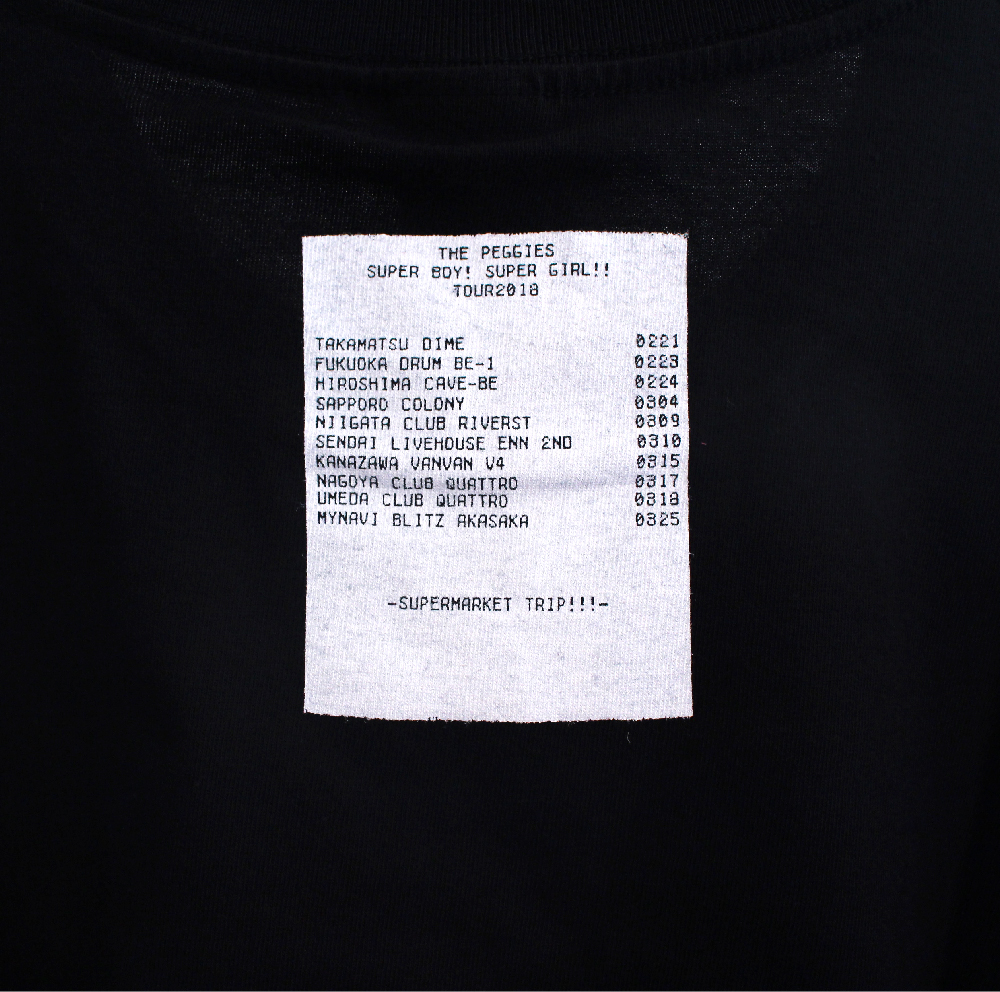 THE PEGGIES
SUPER BOY! SUPER GIRL!!
TOUR2018
TAKAMATSU DIME 0221
FUKUOKA DRUM BE-1 0223
HIROSHIMA CAVE-BE 0224
SAPPORO COLONY 0304
NIIGATA CLUB RIVERST 0309
SENDAI LIVEHOUSE ENN 2ND 0310
KANAZAWA VANVAN V4 0315
NAGOYA CLUB QUATTRO 0317
UMEDA CLUB QUATTRO 0318
MYNAVI BLITZ AKASAKA 0325
-SUPERMARKET TRIP!!!-